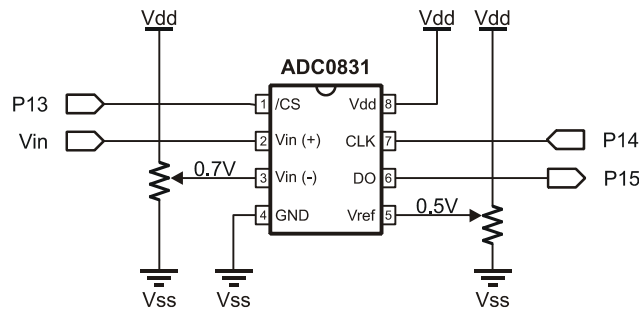 Vdd
Vdd
Vdd
ADC0831
P13
1 /CS
Vdd 8
Vin
2 Vin (+)
CLK 7
P14
0.7V
3 Vin (-)
DO 6
P15
4 GND
Vref 5
0.5V
Vss
Vss
Vss